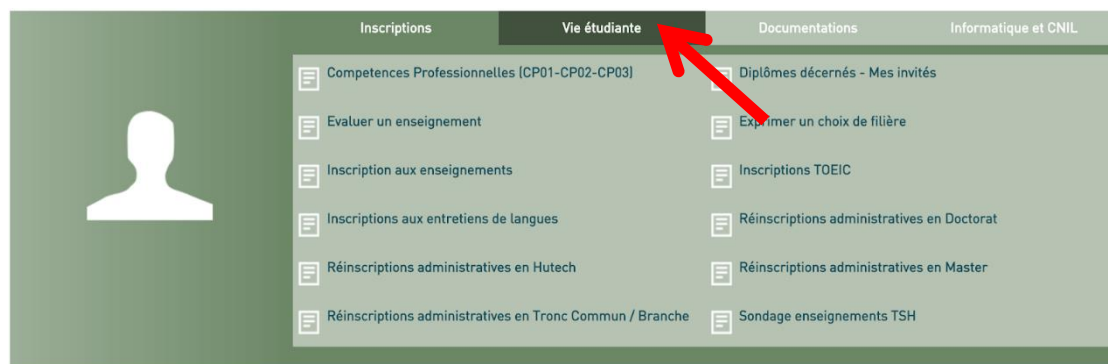 Inscriptions
Vie étudiante
Documentations
Informatique et CNIL
Competences Professionnelles (CP01-CP02-CP03)
Diplômes décernés - Mes invités
Evaluer un enseignement
Exprimer un choix de filière
Inscription aux enseignements
Inscriptions TOEIC
Inscriptions aux entretiens de langues
Réinscriptions administratives en Doctorat
Réinscriptions administratives en Hutech
Réinscriptions administratives en Master
Réinscriptions administratives en Tronc Commun / Branche
Sondage enseignements TSH